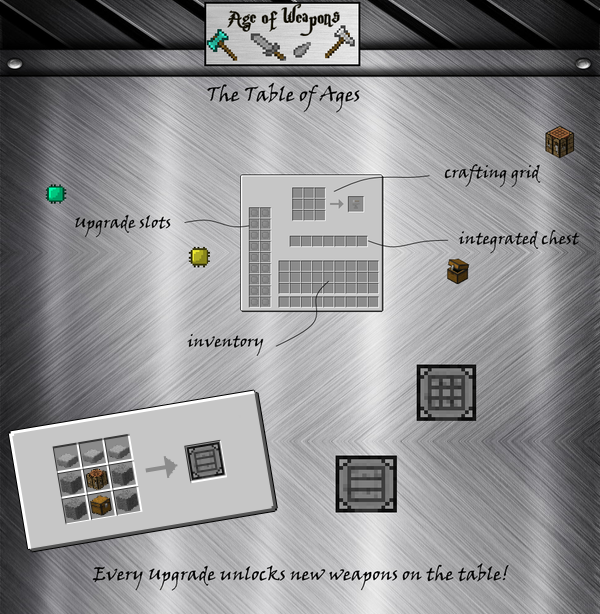 Age of Weapons
The Table of Ages
crafting grid
Upgrade slots
integrated chest
inventory
Every Upgrade unlocks new weapons on the table!